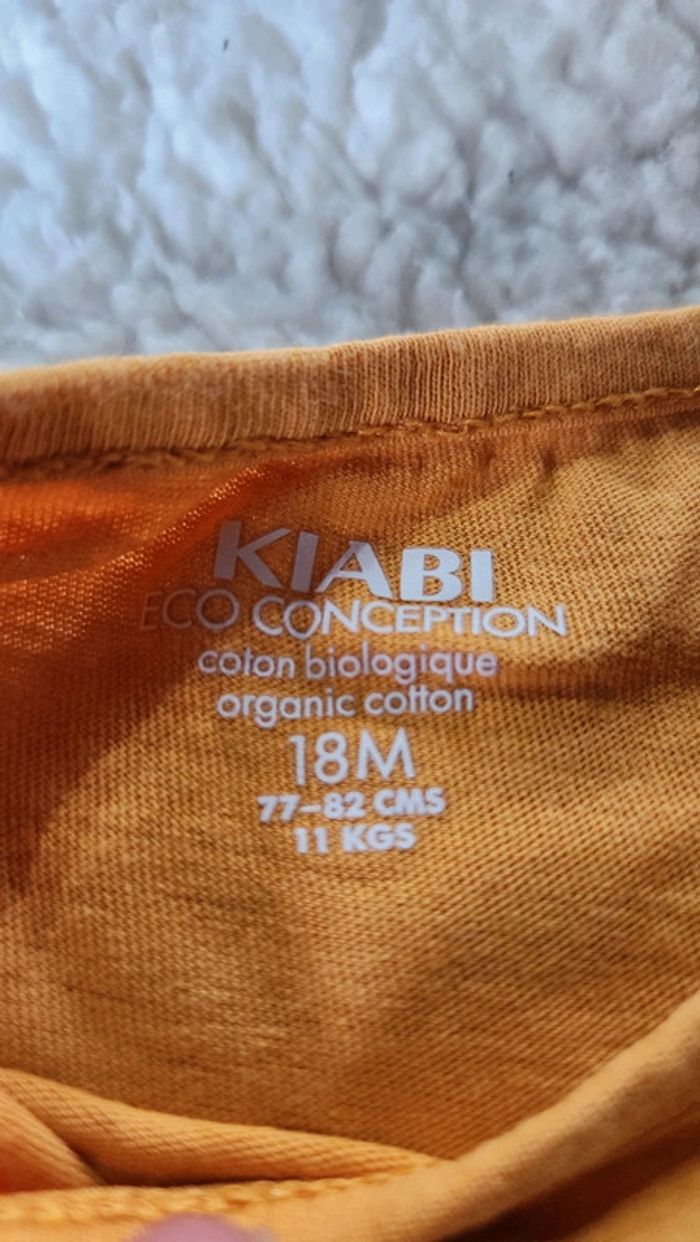 KIABI
ECO CONCEPTION
coton biologique
organic cotton
18M
77-82 CMS
11 KGS